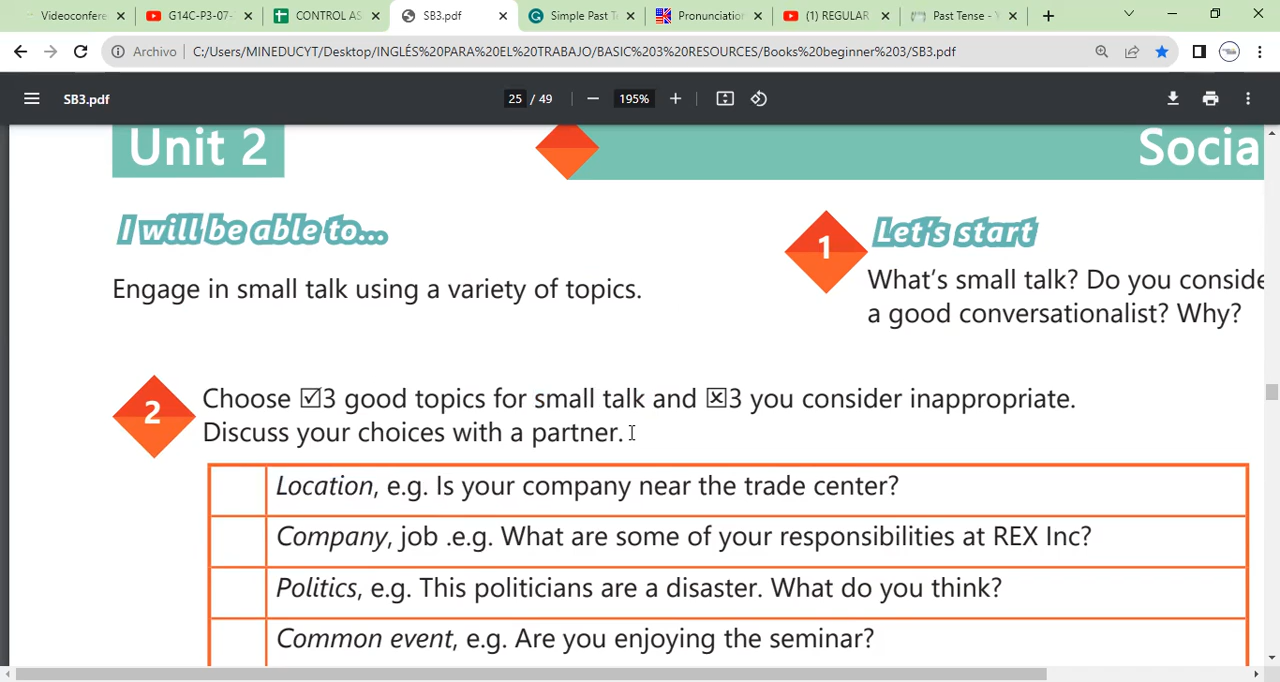 Videoconfere
G14C-P3-07-
CONTROL AS
SB3.pdf
Simple Past T
Pronunciatio
(1) REGULAR
Past Tense - Y
Archivo
C:/Users/MINEDUCYT/Desktop/INGLÉS%20PARA%20EL%20TRABAJO/BASIC%203%20RESOURCES/Books%20beginner%203/SB3.pdf
SB3.pdf
25 / 49
195%
Unit 2
Socia
I will be able to...
Engage in small talk using a variety of topics.
1
Let's start
What's small talk? Do you conside
a good conversationalist? Why?
2
Choose ☑3 good topics for small talk and ☒3 you consider inappropriate.
Discuss your choices with a partner.
Location, e.g. Is your company near the trade center?
Company, job .e.g. What are some of your responsibilities at REX Inc?
Politics, e.g. This politicians are a disaster. What do you think?
Common event, e.g. Are you enjoying the seminar?